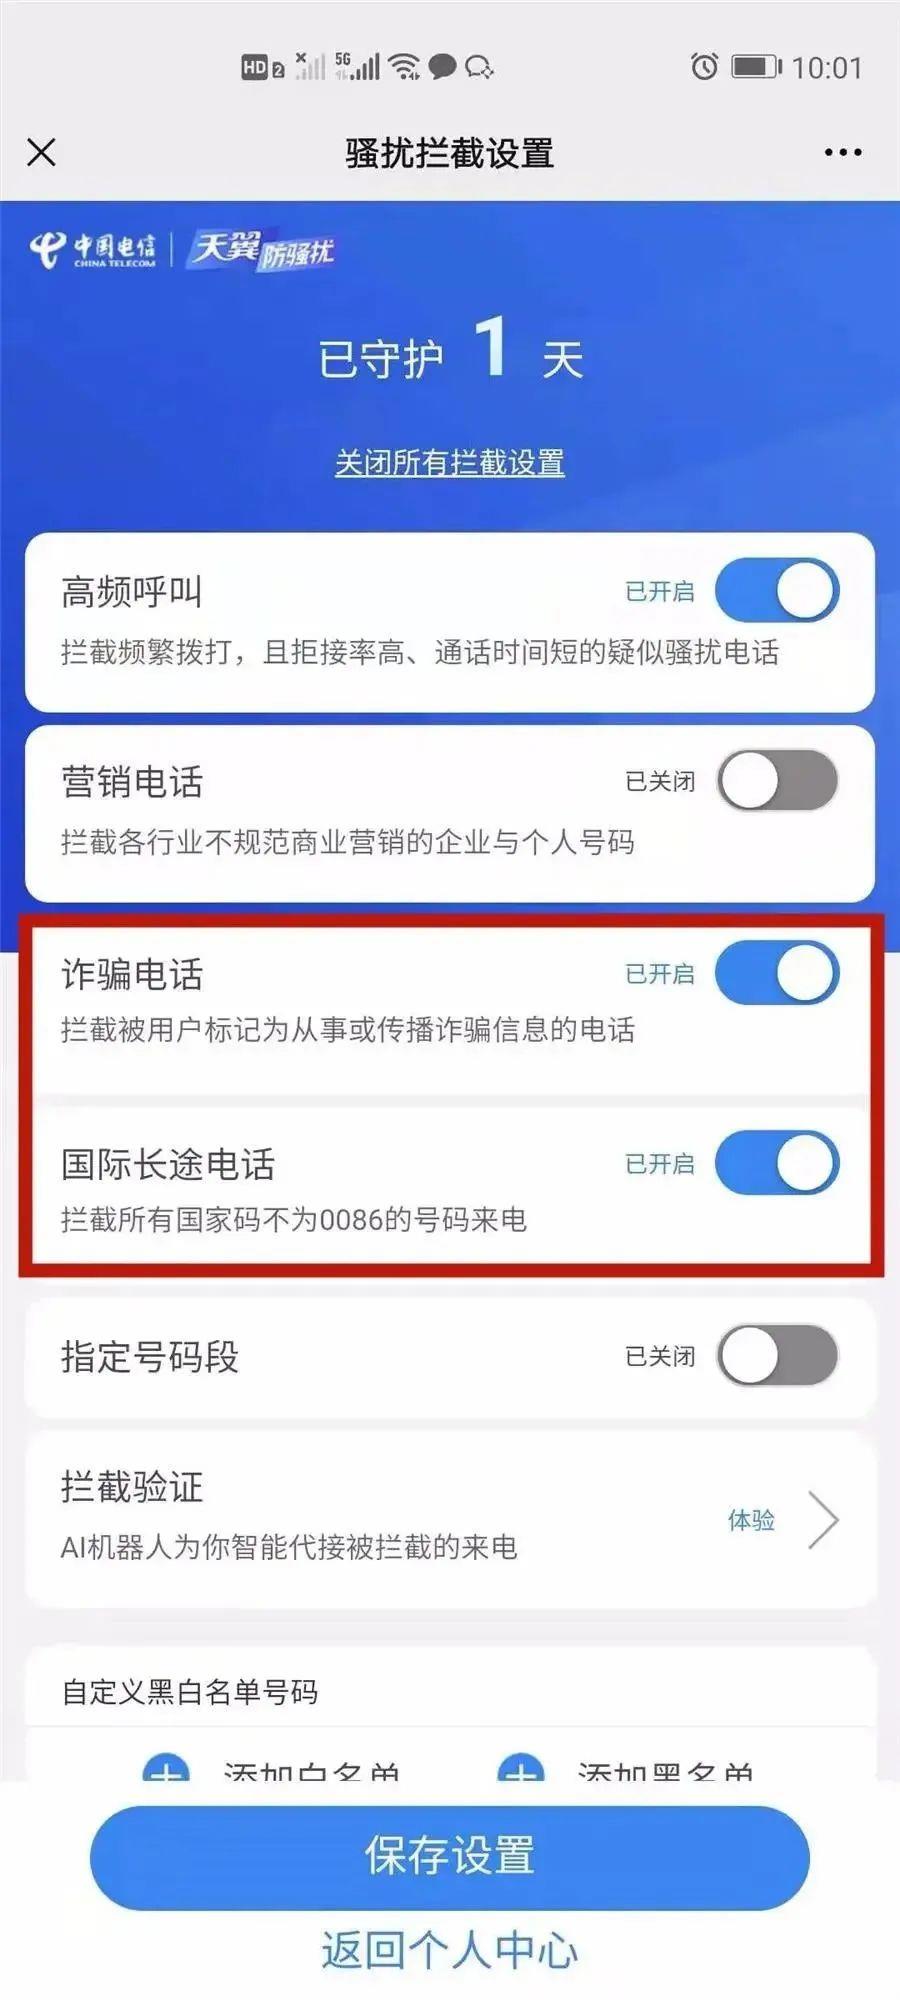 HD 2 5G 10:01
骚扰拦截设置
中国电信 CHINA TELECOM 天翼防骚扰
已守护 1 天
关闭所有拦截设置
高频呼叫 已开启
拦截频繁拨打，且拒接率高、通话时间短的疑似骚扰电话
营销电话 已关闭
拦截各行业不规范商业营销的企业与个人号码
诈骗电话 已开启
拦截被用户标记为从事或传播诈骗信息的电话
国际长途电话 已开启
拦截所有国家码不为0086的号码来电
指定号码段 已关闭
拦截验证
体验
AI机器人为你智能代接被拦截的来电
自定义黑白名单号码
添加白名单 添加黑名单
保存设置
返回个人中心